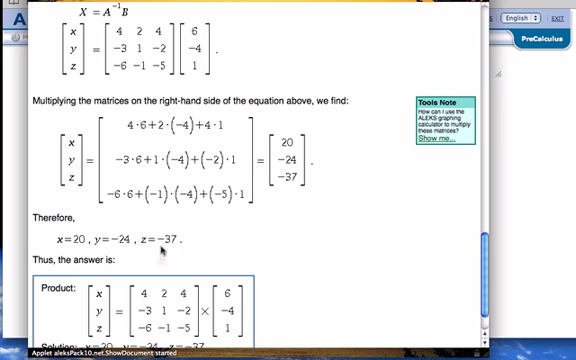 X = A⁻¹B
English
EXIT
A
PreCalculus
[x y z] = [4 2 4; -3 1 -2; -6 -1 -5] [6; -4; 1].
Multiplying the matrices on the right-hand side of the equation above, we find:
Tools Note
How can I use the
ALEKS graphing
calculator to multiply
these matrices?
Show me...
x 4·6+2·(−4)+4·1 20
y = −3·6+1·(−4)+(−2)·1 = −24 .
z −6·6+(−1)·(−4)+(−5)·1 −37
Therefore,
x=20, y=−24 , z=−37 .
Thus, the answer is:
Product:
x 4 2 4 6
y = −3 1 −2 × −4
z −6 −1 −5 1
Solution: x=20 y=−24 z=−37
Applet aleksPack10.net.ShowDocument started